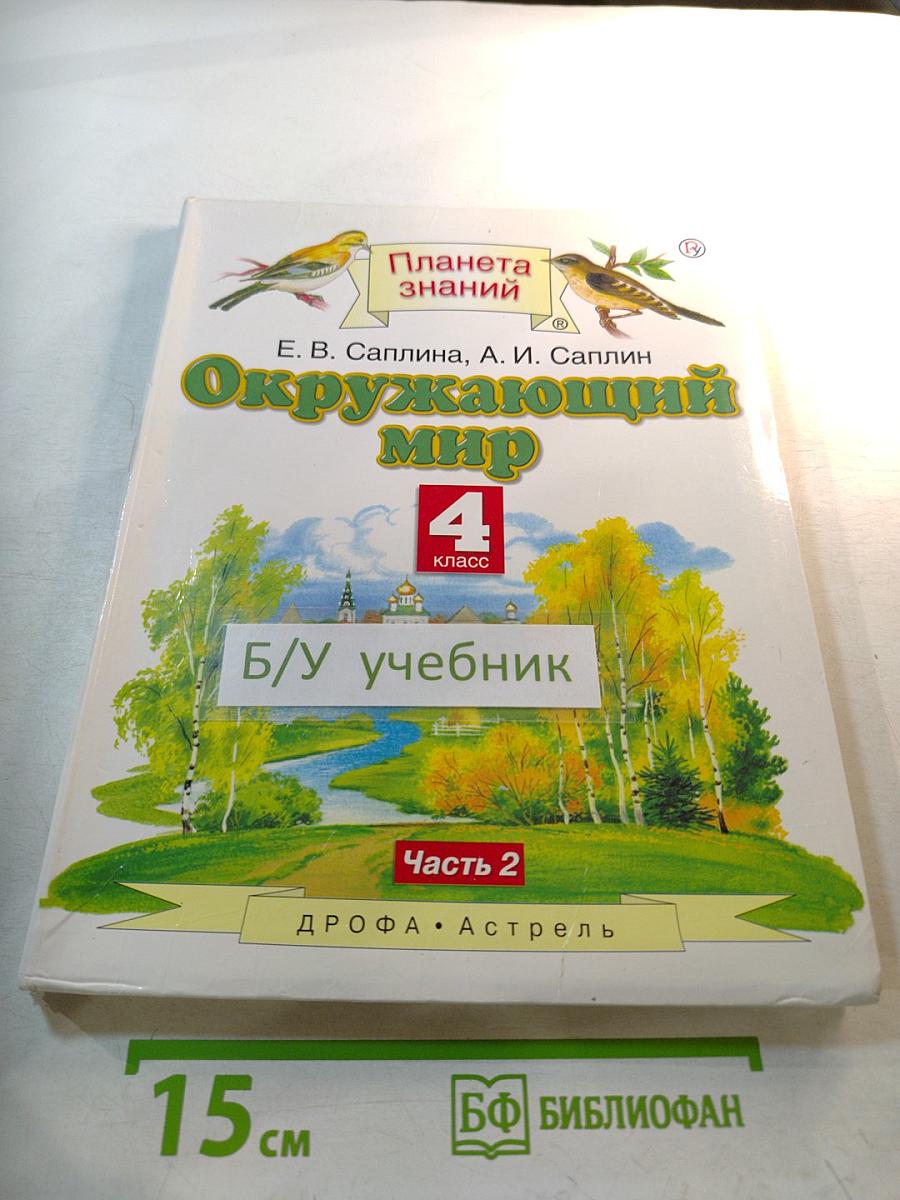 Планета
знаний
®
Е. В. Саплина, А. И. Саплин
Окружающий
мир
4
класс
Б/У учебник
Часть 2
ДРОФА • Астрель
15 см
БФ БИБЛИОФАН